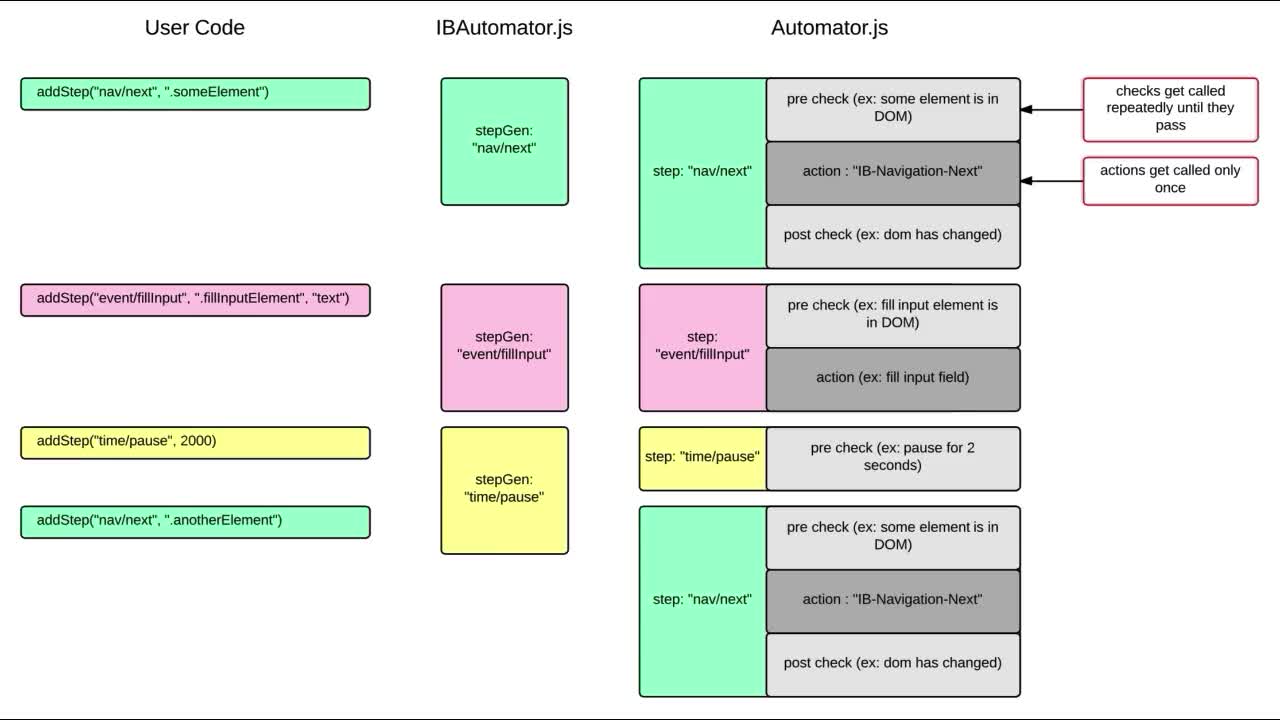 User Code
IBAutomator.js
Automator.js
addStep("nav/next", ".someElement")
stepGen:
"nav/next"
step: "nav/next"
pre check (ex: some element is in
DOM)
action : "IB-Navigation-Next"
post check (ex: dom has changed)
checks get called
repeatedly until they
pass
actions get called only
once
addStep("event/fillInput", ".fillInputElement", "text")
stepGen:
"event/fillInput"
step:
"event/fillInput"
pre check (ex: fill input element is
in DOM)
action (ex: fill input field)
addStep("time/pause", 2000)
stepGen:
"time/pause"
step: "time/pause"
pre check (ex: pause for 2
seconds)
addStep("nav/next", ".anotherElement")
step: "nav/next"
pre check (ex: some element is in
DOM)
action : "IB-Navigation-Next"
post check (ex: dom has changed)